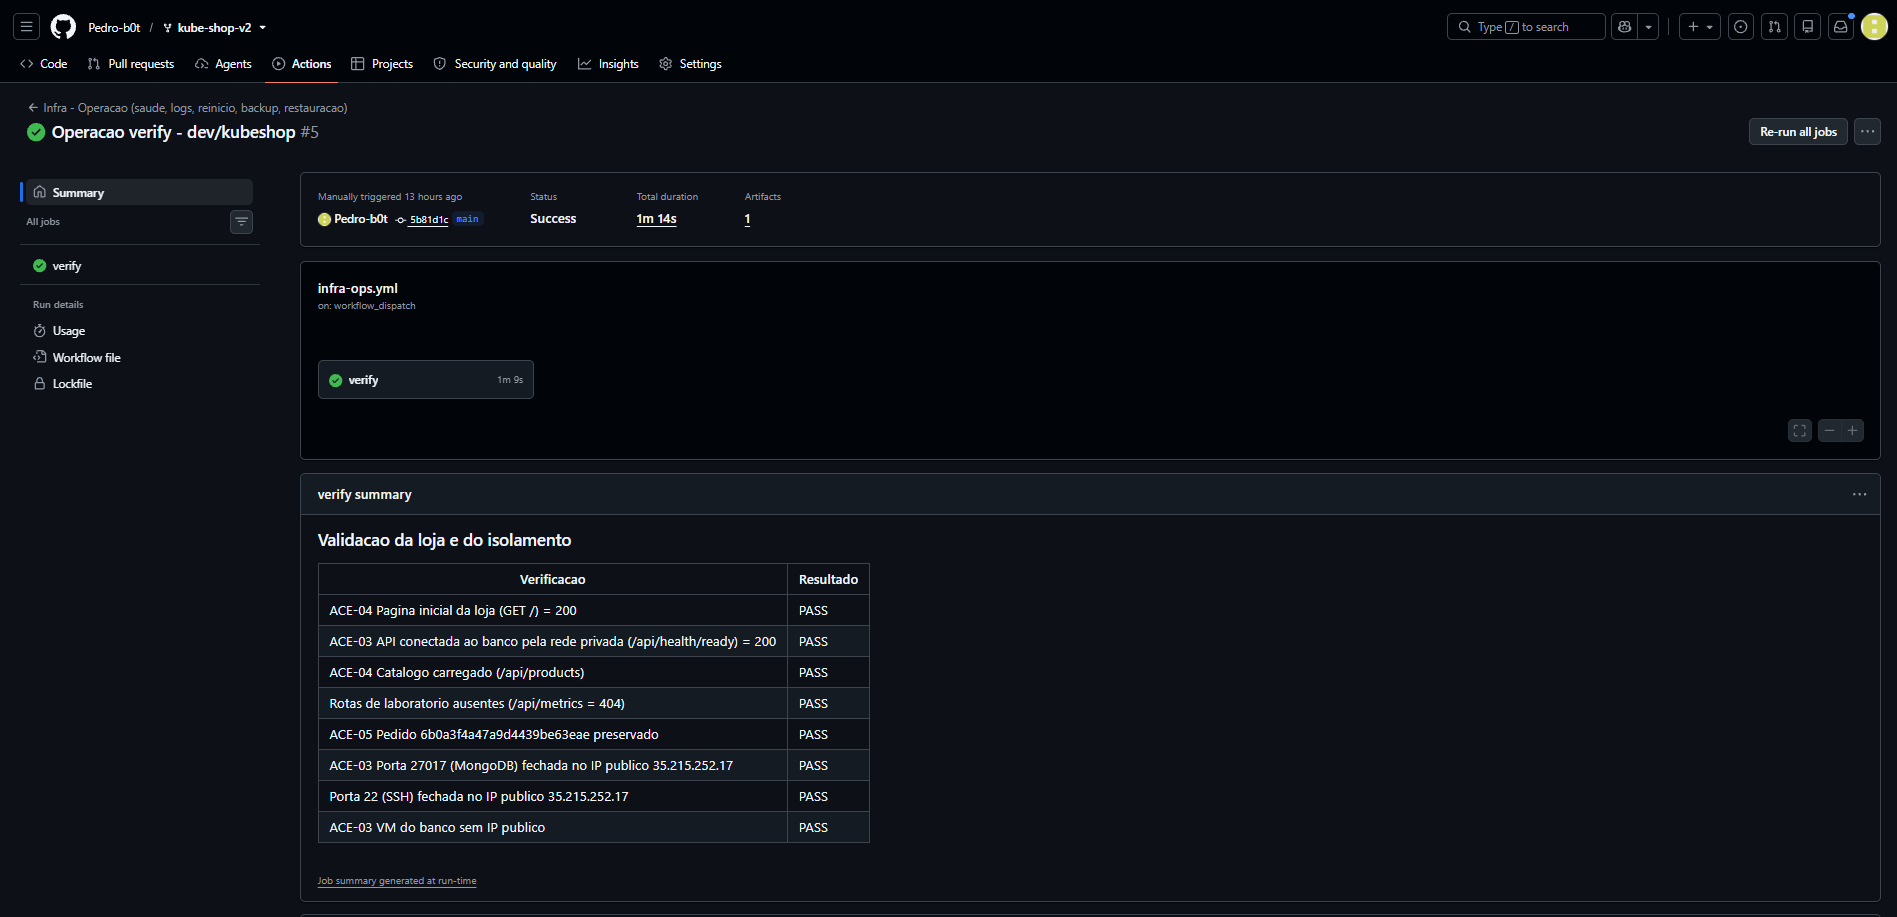 Pedro-b0t / kube-shop-v2
Type / to search
Code Pull requests Agents Actions Projects Security and quality Insights Settings
Infra - Operacao (saude, logs, reinicio, backup, restauracao)
Operacao verify - dev/kubeshop #5
Re-run all jobs
Summary
All jobs
verify
Run details
Usage
Workflow file
Lockfile
Manually triggered 13 hours ago
Pedro-b0t 5b81d1c main
Status
Success
Total duration
1m 14s
Artifacts
1
infra-ops.yml
on: workflow_dispatch
verify 1m 9s
verify summary
Validacao da loja e do isolamento
Verificacao Resultado
ACE-04 Pagina inicial da loja (GET /) = 200 PASS
ACE-03 API conectada ao banco pela rede privada (/api/health/ready) = 200 PASS
ACE-04 Catalogo carregado (/api/products) PASS
Rotas de laboratorio ausentes (/api/metrics = 404) PASS
ACE-05 Pedido 6b0a3f4a47a9d4439be63eae preservado PASS
ACE-03 Porta 27017 (MongoDB) fechada no IP publico 35.215.252.17 PASS
Porta 22 (SSH) fechada no IP publico 35.215.252.17 PASS
ACE-03 VM do banco sem IP publico PASS
Job summary generated at run-time